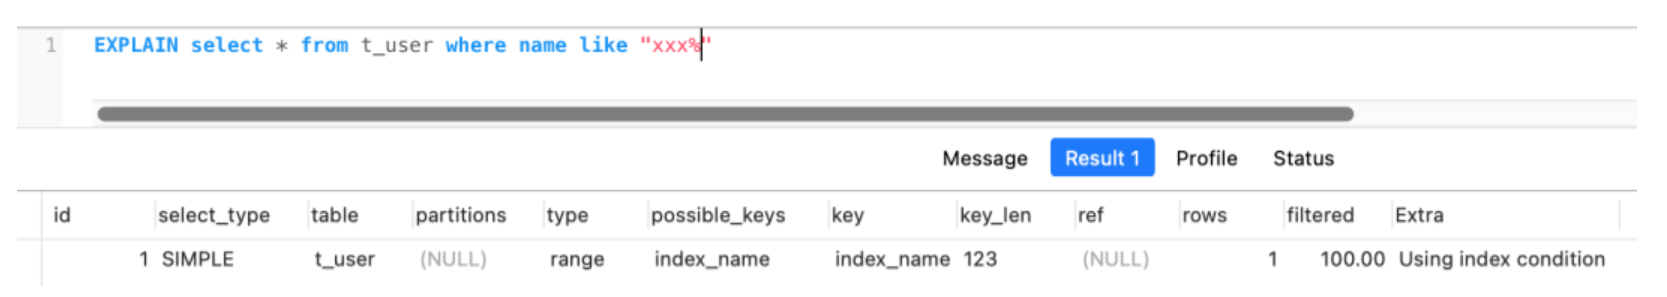 1 EXPLAIN select * from t_user where name like "xxx%"
Message Result 1 Profile Status
id select_type table partitions type possible_keys key key_len ref rows filtered Extra
1 SIMPLE t_user (NULL) range index_name index_name 123 (NULL) 1 100.00 Using index condition